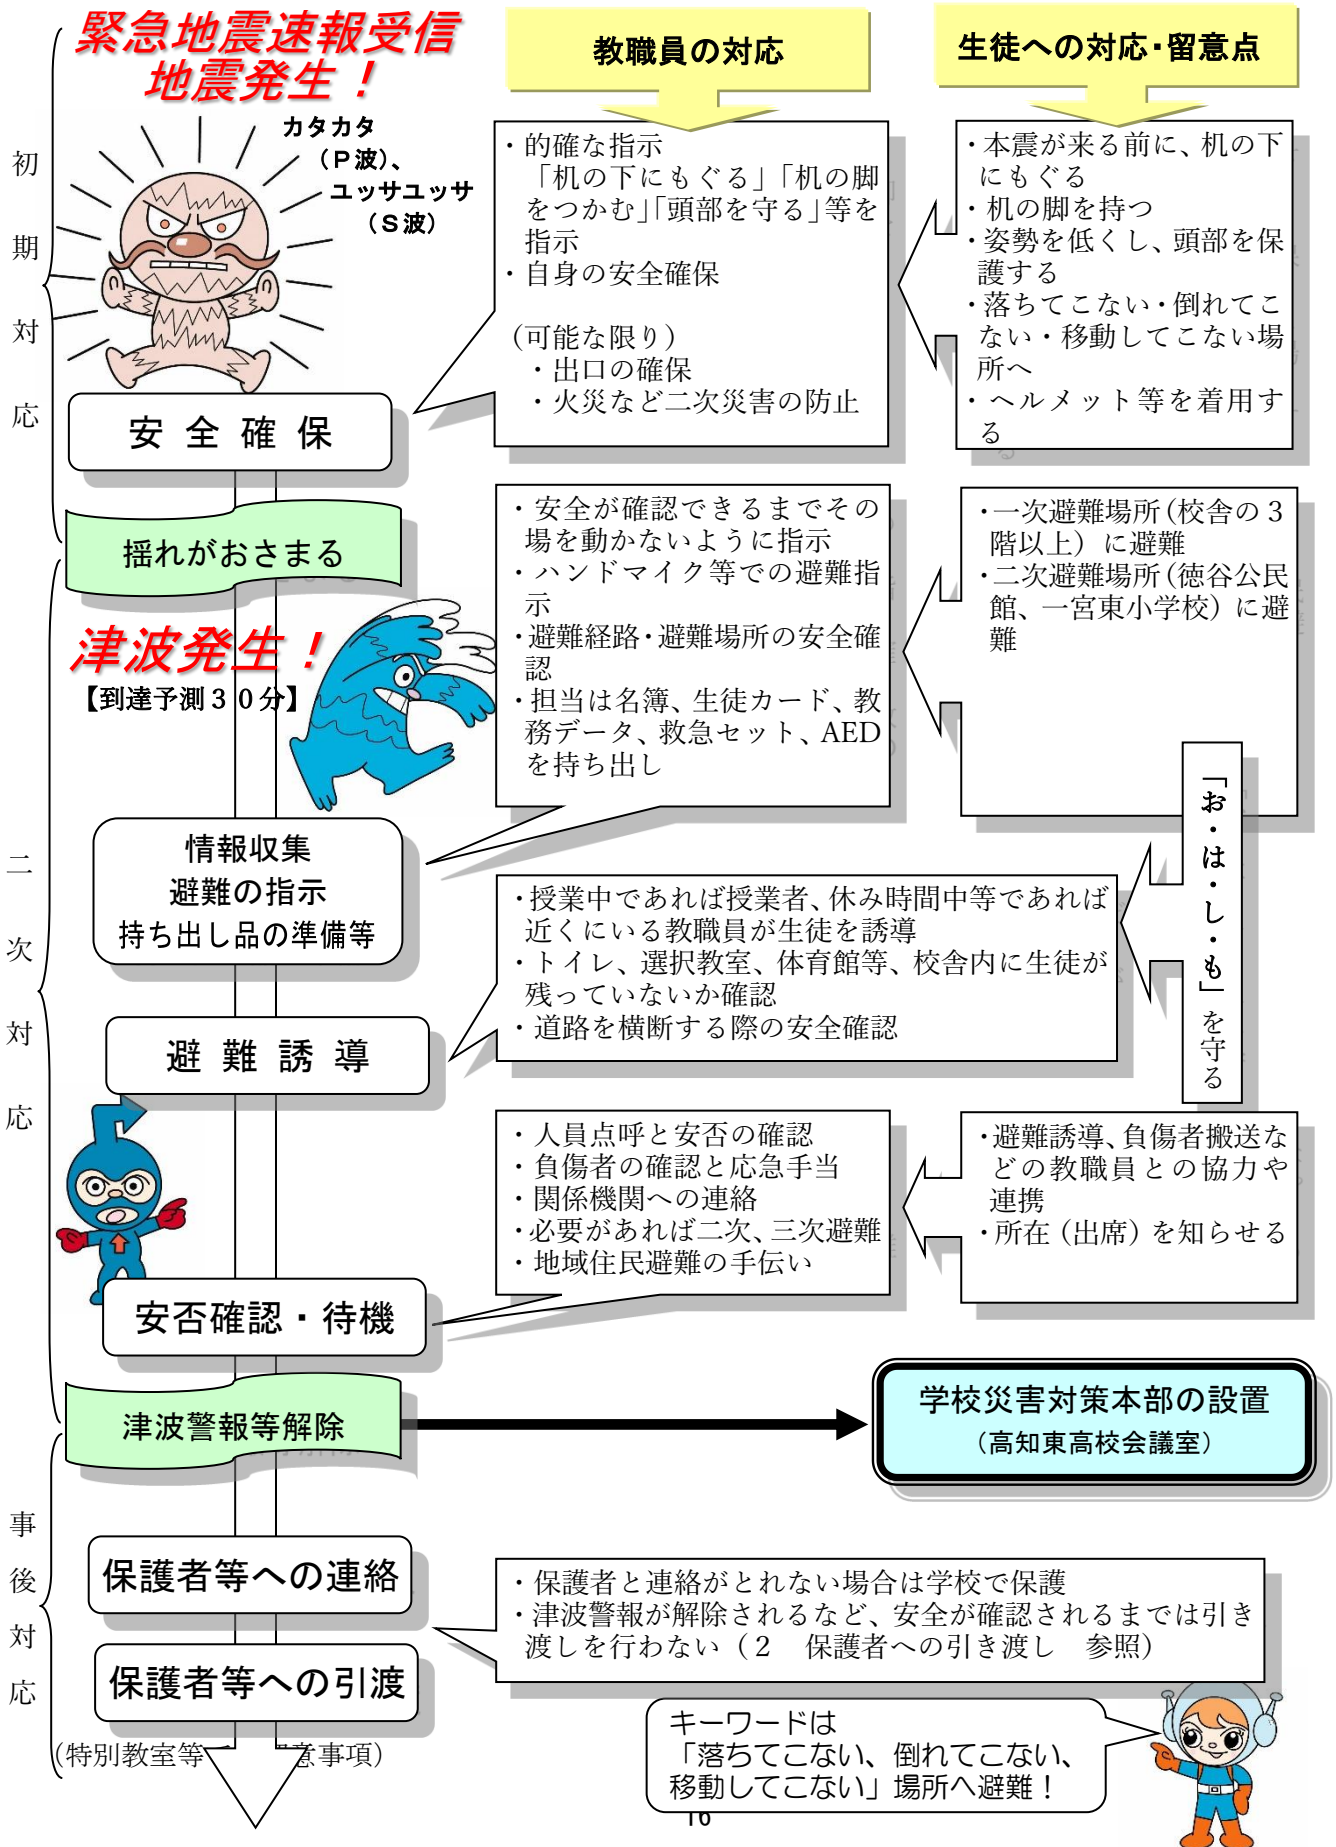 緊急地震速報受信
地震発生！
教職員の対応
生徒への対応・留意点
カタカタ
（Ｐ波）、
ユッサユッサ
（Ｓ波）
初期対応
・的確な指示
「机の下にもぐる」「机の脚
をつかむ」「頭部を守る」等を
指示
・自身の安全確保
（可能な限り）
・出口の確保
・火災など二次災害の防止
・本震が来る前に、机の下
にもぐる
・机の脚を持つ
・姿勢を低くし、頭部を保
護する
・落ちてこない・倒れてこ
ない・移動してこない場
所へ
・ヘルメット等を着用す
る
安全確保
揺れがおさまる
津波発生！
【到達予測３０分】
二次対応
・安全が確認できるまでその
場を動かないように指示
・ハンドマイク等での避難指
示
・避難経路・避難場所の安全確
認
・担当は名簿、生徒カード、教
務データ、救急セット、AED
を持ち出し
・一次避難場所（校舎の３
階以上）に避難
・二次避難場所（徳谷公民
館、一宮東小学校）に避
難
情報収集
避難の指示
持ち出し品の準備等
「お・は・し・も」を守る
・授業中であれば授業者、休み時間中等であれば
近くにいる教職員が生徒を誘導
・トイレ、選択教室、体育館等、校舎内に生徒が
残っていないか確認
・道路を横断する際の安全確認
避難誘導
・人員点呼と安否の確認
・負傷者の確認と応急手当
・関係機関への連絡
・必要があれば二次、三次避難
・地域住民避難の手伝い
・避難誘導、負傷者搬送な
どの教職員との協力や
連携
・所在（出席）を知らせる
安否確認・待機
津波警報等解除
学校災害対策本部の設置
（高知東高校会議室）
事後対応
保護者等への連絡
・保護者と連絡がとれない場合は学校で保護
・津波警報が解除されるなど、安全が確認されるまでは引き
渡しを行わない（２　保護者への引き渡し　参照）
保護者等への引渡
（特別教室等　意事項）
キーワードは
「落ちてこない、倒れてこない、
移動してこない」場所へ避難！
16